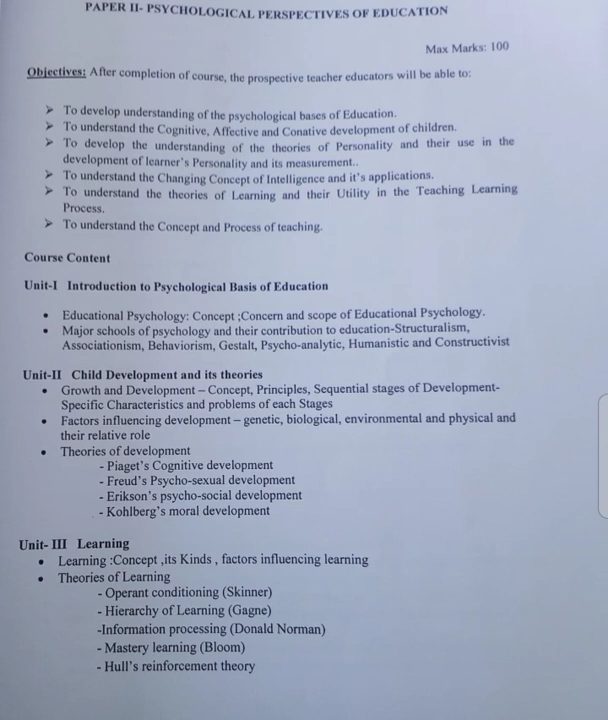 PAPER II- PSYCHOLOGICAL PERSPECTIVES OF EDUCATION
Max Marks: 100
Objectives: After completion of course, the prospective teacher educators will be able to:
➤ To develop understanding of the psychological bases of Education.
➤ To understand the Cognitive, Affective and Conative development of children.
➤ To develop the understanding of the theories of Personality and their use in the
development of learner's Personality and its measurement..
➤ To understand the Changing Concept of Intelligence and it's applications.
➤ To understand the theories of Learning and their Utility in the Teaching Learning
Process.
➤ To understand the Concept and Process of teaching.
Course Content
Unit-I Introduction to Psychological Basis of Education
• Educational Psychology: Concept ;Concern and scope of Educational Psychology.
• Major schools of psychology and their contribution to education-Structuralism,
Associationism, Behaviorism, Gestalt, Psycho-analytic, Humanistic and Constructivist
Unit-II Child Development and its theories
• Growth and Development – Concept, Principles, Sequential stages of Development-
Specific Characteristics and problems of each Stages
• Factors influencing development – genetic, biological, environmental and physical and
their relative role
• Theories of development
- Piaget's Cognitive development
- Freud's Psycho-sexual development
- Erikson's psycho-social development
- Kohlberg's moral development
Unit- III Learning
• Learning :Concept ,its Kinds , factors influencing learning
• Theories of Learning
- Operant conditioning (Skinner)
- Hierarchy of Learning (Gagne)
-Information processing (Donald Norman)
- Mastery learning (Bloom)
- Hull's reinforcement theory